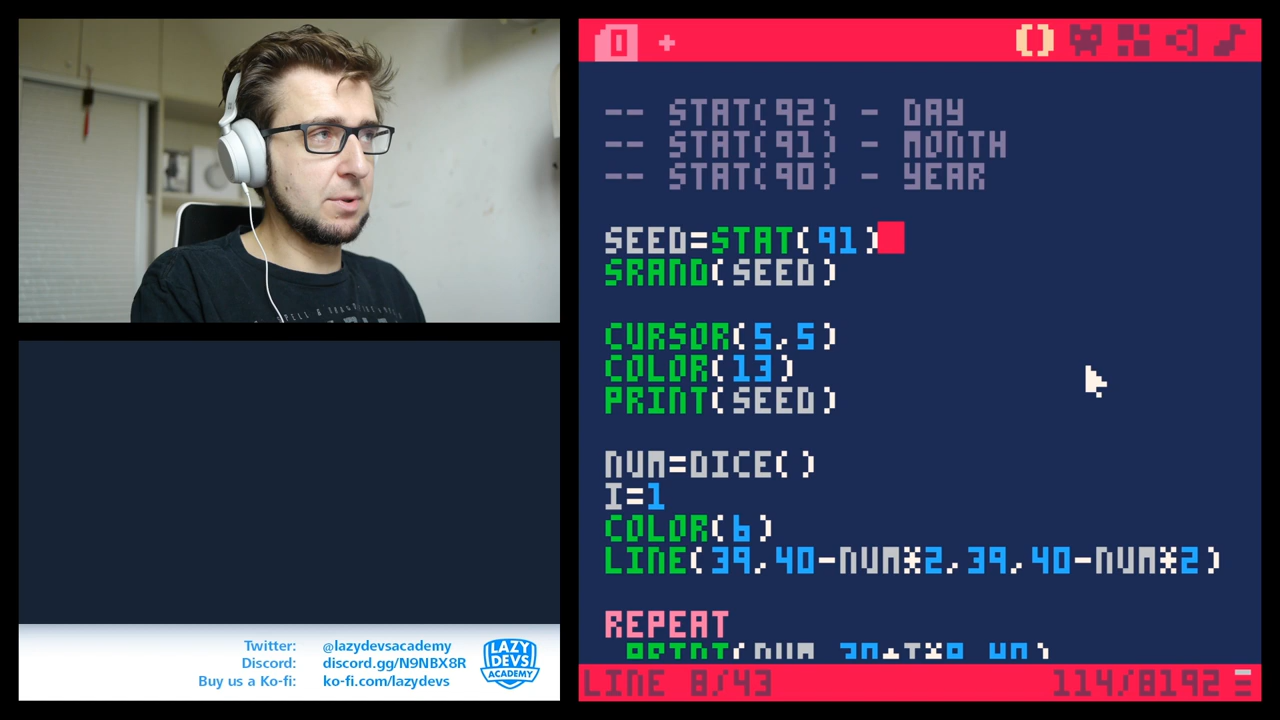 -- STAT(92) - DAY
-- STAT(91) - MONTH
-- STAT(90) - YEAR
SEED=STAT(91)
SRAND(SEED)
CURSOR(5,5)
COLOR(13)
PRINT(SEED)
NUM=DICE()
I=1
COLOR(6)
LINE(39,40-NUM*2,39,40-NUM*2)
REPEAT
LINE 8/43
114/8192
Twitter: @lazydevsacademy
Discord: discord.gg/N9NBX8R
Buy us a Ko-fi: ko-fi.com/lazydevs
LAZY
DEVS
ACADEMY